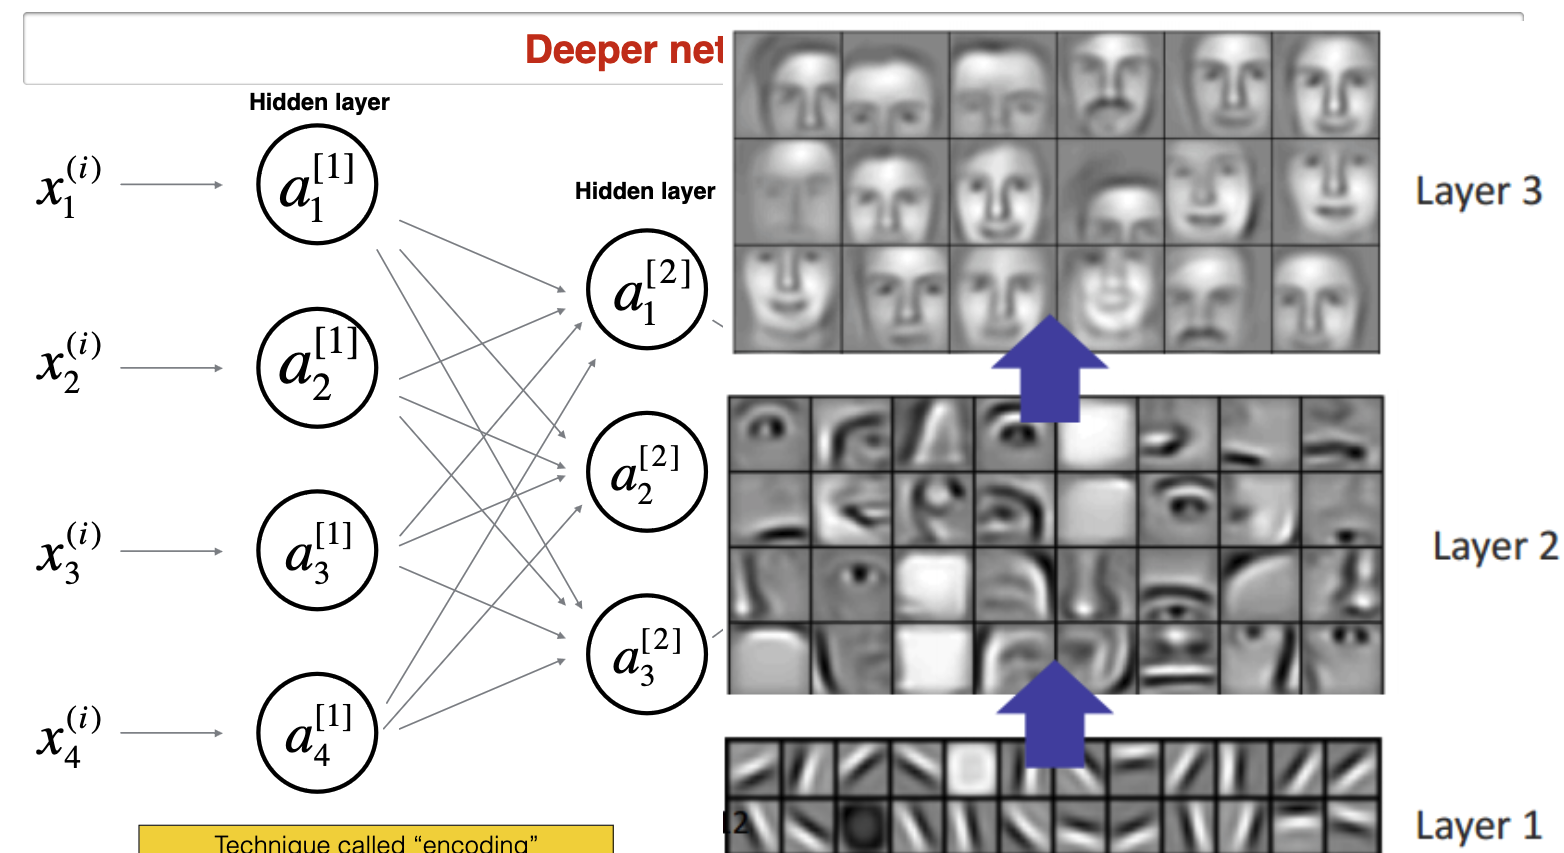 Deeper net
Hidden layer
x_1^{(i)} a_1^{[1]}
Hidden layer
a_1^{[2]}
x_2^{(i)} a_2^{[1]}
a_2^{[2]}
x_3^{(i)} a_3^{[1]}
a_3^{[2]}
x_4^{(i)} a_4^{[1]}
Technique called “encoding”
Layer 3
Layer 2
Layer 1